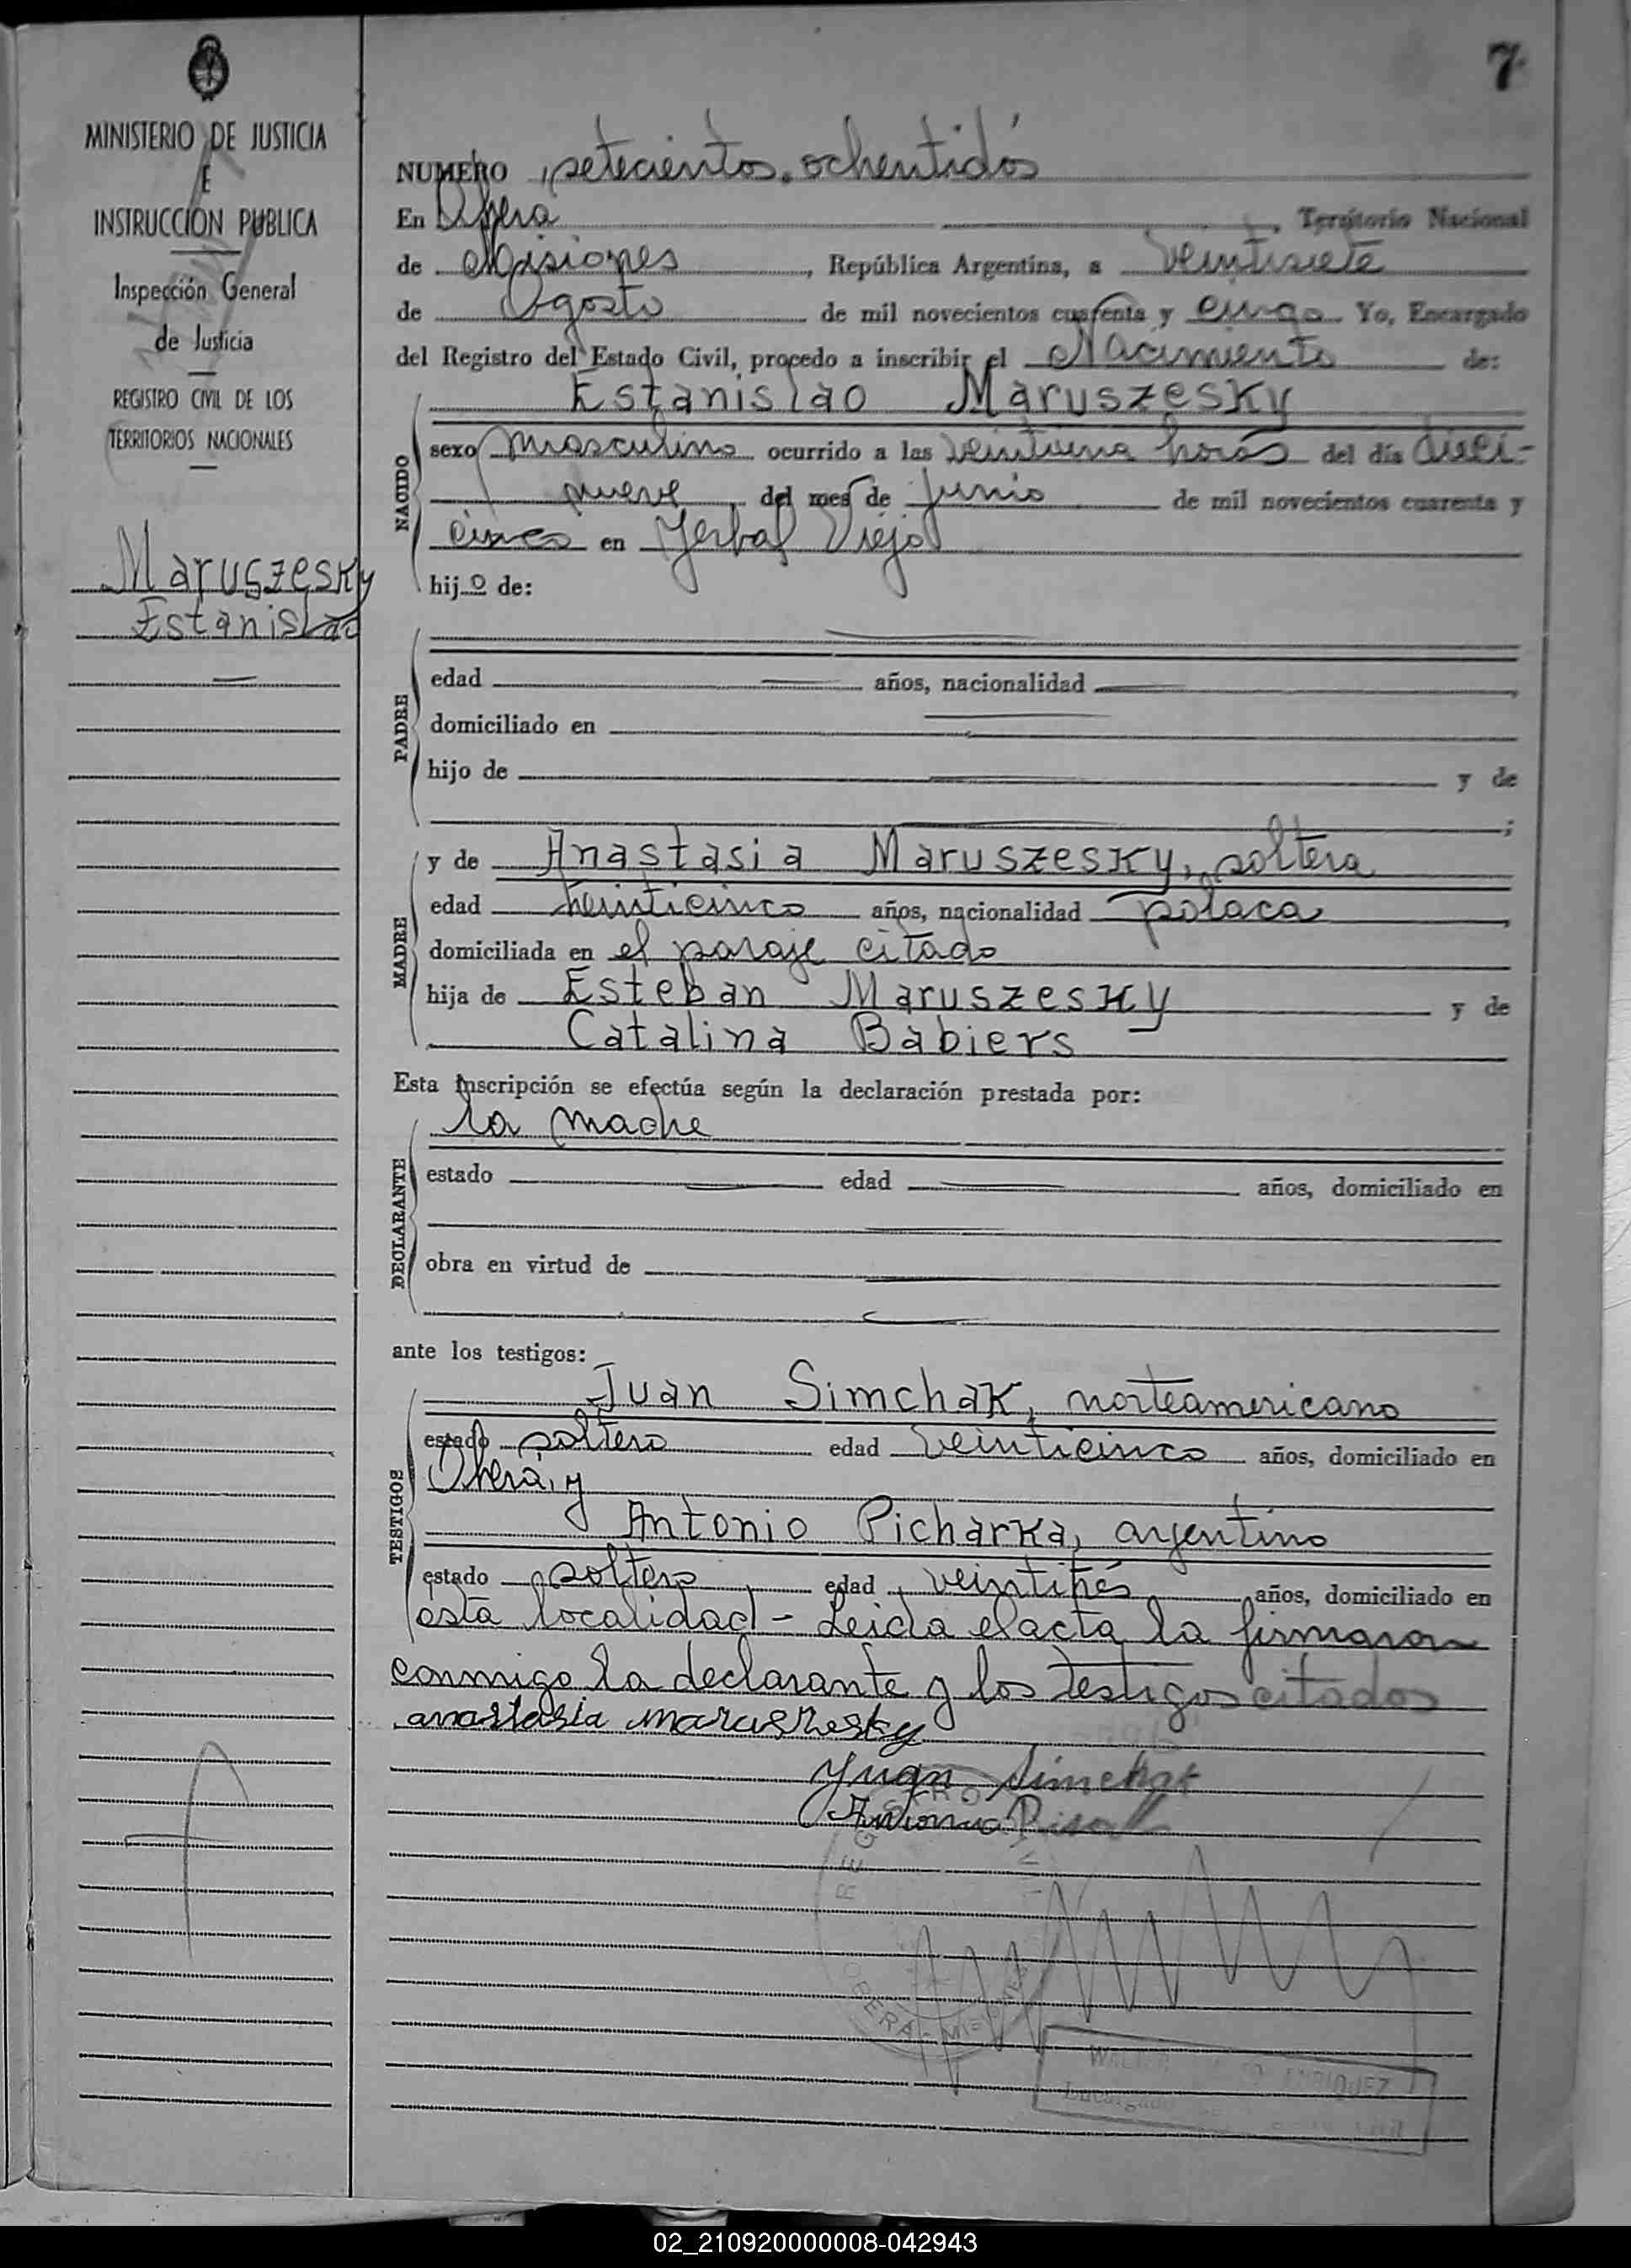 7
MINISTERIO DE JUSTICIA
E
INSTRUCCION PUBLICA
Inspección General
de Justicia
REGISTRO CIVIL DE LOS
TERRITORIOS NACIONALES
Maruszesky
Estanislao
NUMERO setecientos ochentidós
En Oberá, Territorio Nacional
de Misiones, República Argentina, a veintisiete
de Agosto de mil novecientos cuarenta y cinco Yo, Encargado
del Registro del Estado Civil, procedo a inscribir el Nacimiento de:
NACIDO
Estanislao Maruszesky
sexo masculino ocurrido a las veintiuna horas del día dieci-
nueve del mes de junio de mil novecientos cuarenta y
cinco en Yerbal Viejo
hijo de:
PADRE
edad años, nacionalidad
domiciliado en
hijo de y de
;
MADRE
y de Anastasia Maruszesky, soltera
edad veinticinco años, nacionalidad polaca,
domiciliada en el paraje citado
hija de Esteban Maruszesky y de
Catalina Babiers
Esta inscripción se efectúa según la declaración prestada por:
DECLARANTE
la madre
estado edad años, domiciliado en
obra en virtud de
ante los testigos:
TESTIGOS
Juan Simchak, norteamericano
estado soltero edad veinticinco años, domiciliado en
Oberá, y
Antonio Picharka, argentino
estado soltero edad veintitrés años, domiciliado en
esta localidad - Leida el acta la firmaron
conmigo la declarante y los testigos citados
anastasia maruszesky
Yuan Simchak
Antonio
REGISTRO
OBERA - MISIONES
ENRIQUEZ
Encargado
02_210920000008-042943